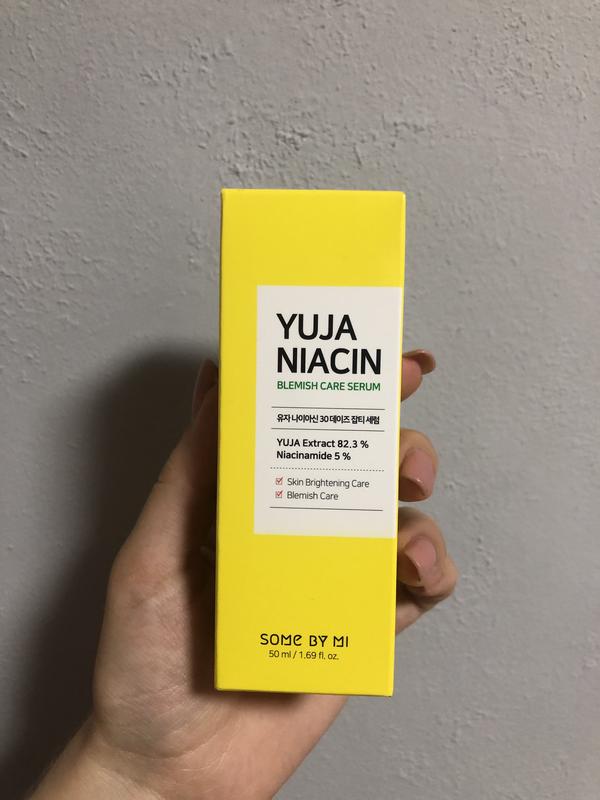 YUJA
NIACIN
BLEMISH CARE SERUM
유자 나이아신 30 데이즈 잡티 세럼
YUJA Extract 82.3 %
Niacinamide 5 %
Skin Brightening Care
Blemish Care
SOME BY MI
50 ml / 1.69 fl. oz.